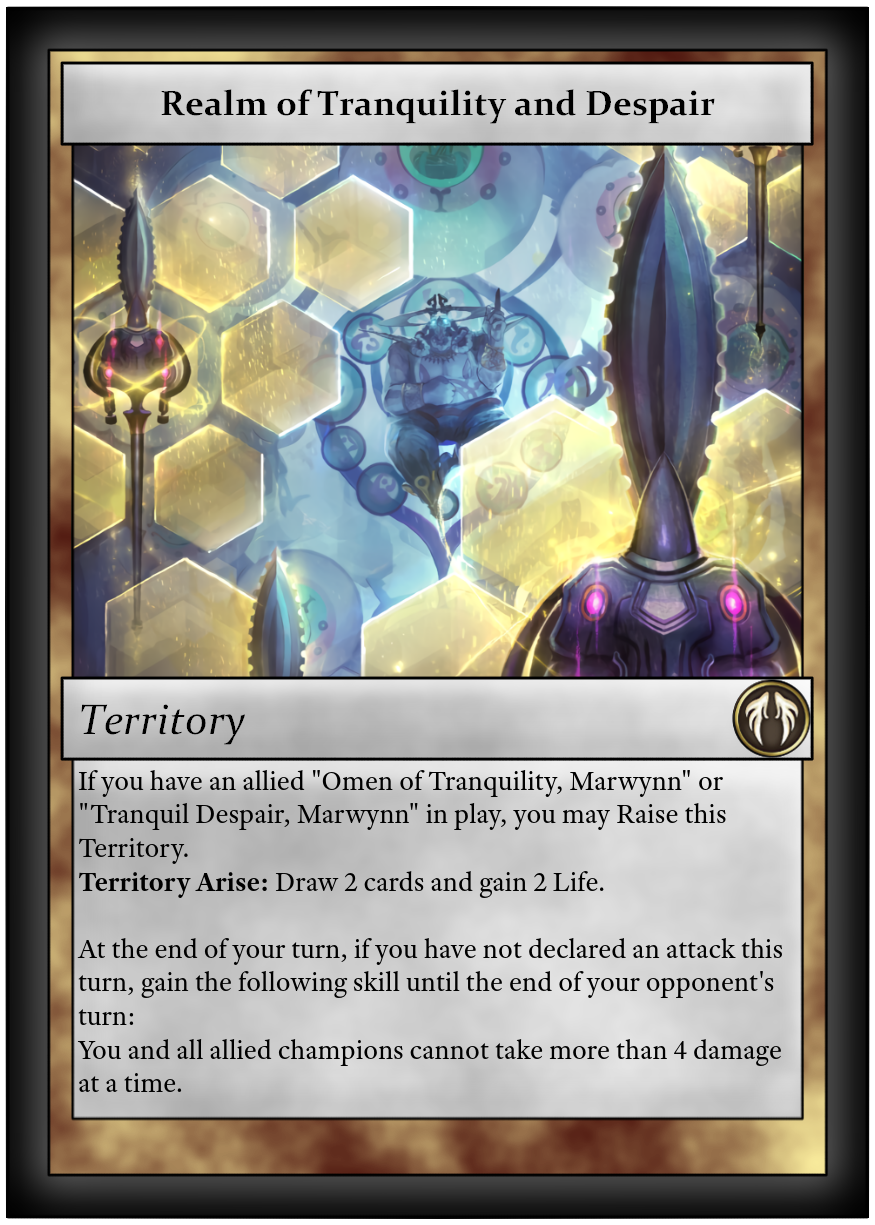 Realm of Tranquility and Despair
Territory
If you have an allied "Omen of Tranquility, Marwynn" or
"Tranquil Despair, Marwynn" in play, you may Raise this
Territory.
Territory Arise: Draw 2 cards and gain 2 Life.
At the end of your turn, if you have not declared an attack this
turn, gain the following skill until the end of your opponent's
turn:
You and all allied champions cannot take more than 4 damage
at a time.